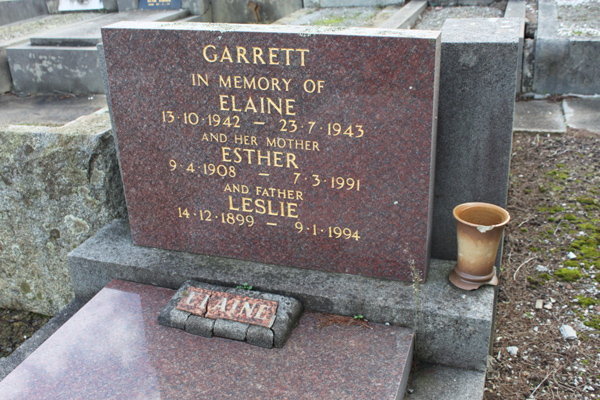 GARRETT
IN MEMORY OF
ELAINE
13·10·1942 – 23·7·1943
AND HER MOTHER
ESTHER
9·4·1908 – 7·3·1991
AND FATHER
LESLIE
14·12·1899 – 9·1·1994
ELAINE